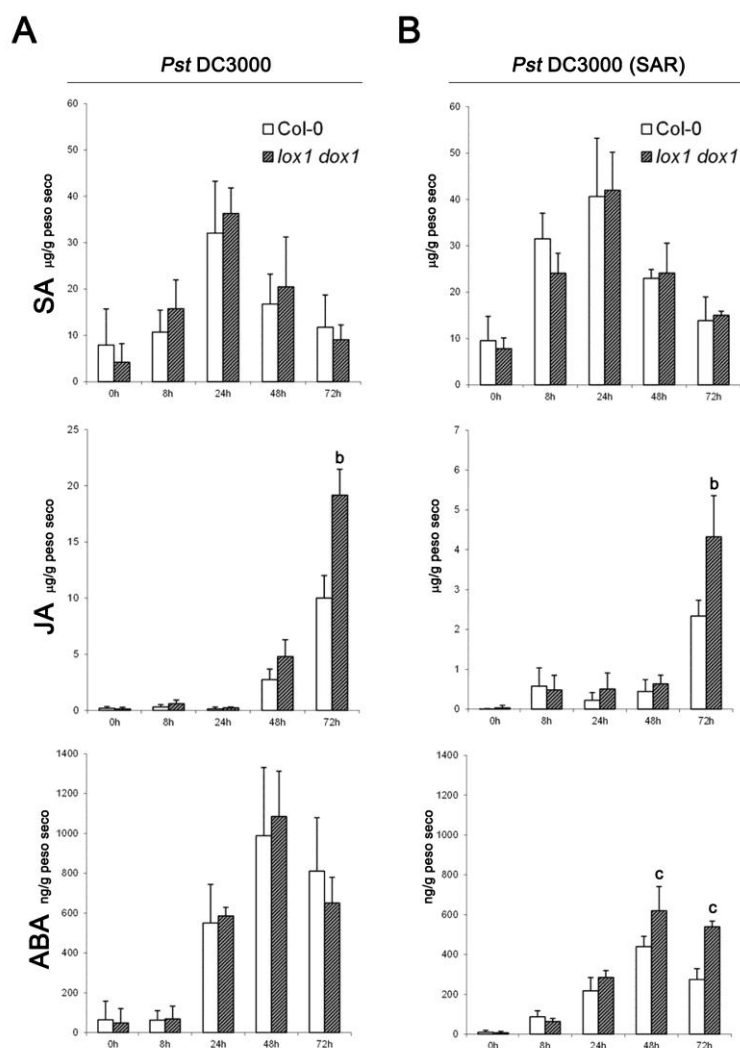 A
B
Pst DC3000
Pst DC3000 (SAR)
Col-0
lox1 dox1
SA µg/g peso seco
60
50
40
30
20
10
0
0h 8h 24h 48h 72h
Col-0
lox1 dox1
µg/g peso seco
60
50
40
30
20
10
0
0h 8h 24h 48h 72h
JA µg/g peso seco
25
20
15
10
5
0
b
0h 8h 24h 48h 72h
µg/g peso seco
7
6
5
4
3
2
1
0
b
0h 8h 24h 48h 72h
ABA ng/g peso seco
1400
1200
1000
800
600
400
200
0
0h 8h 24h 48h 72h
ng/g peso seco
1400
1200
1000
800
600
400
200
0
c
c
0h 8h 24h 48h 72h